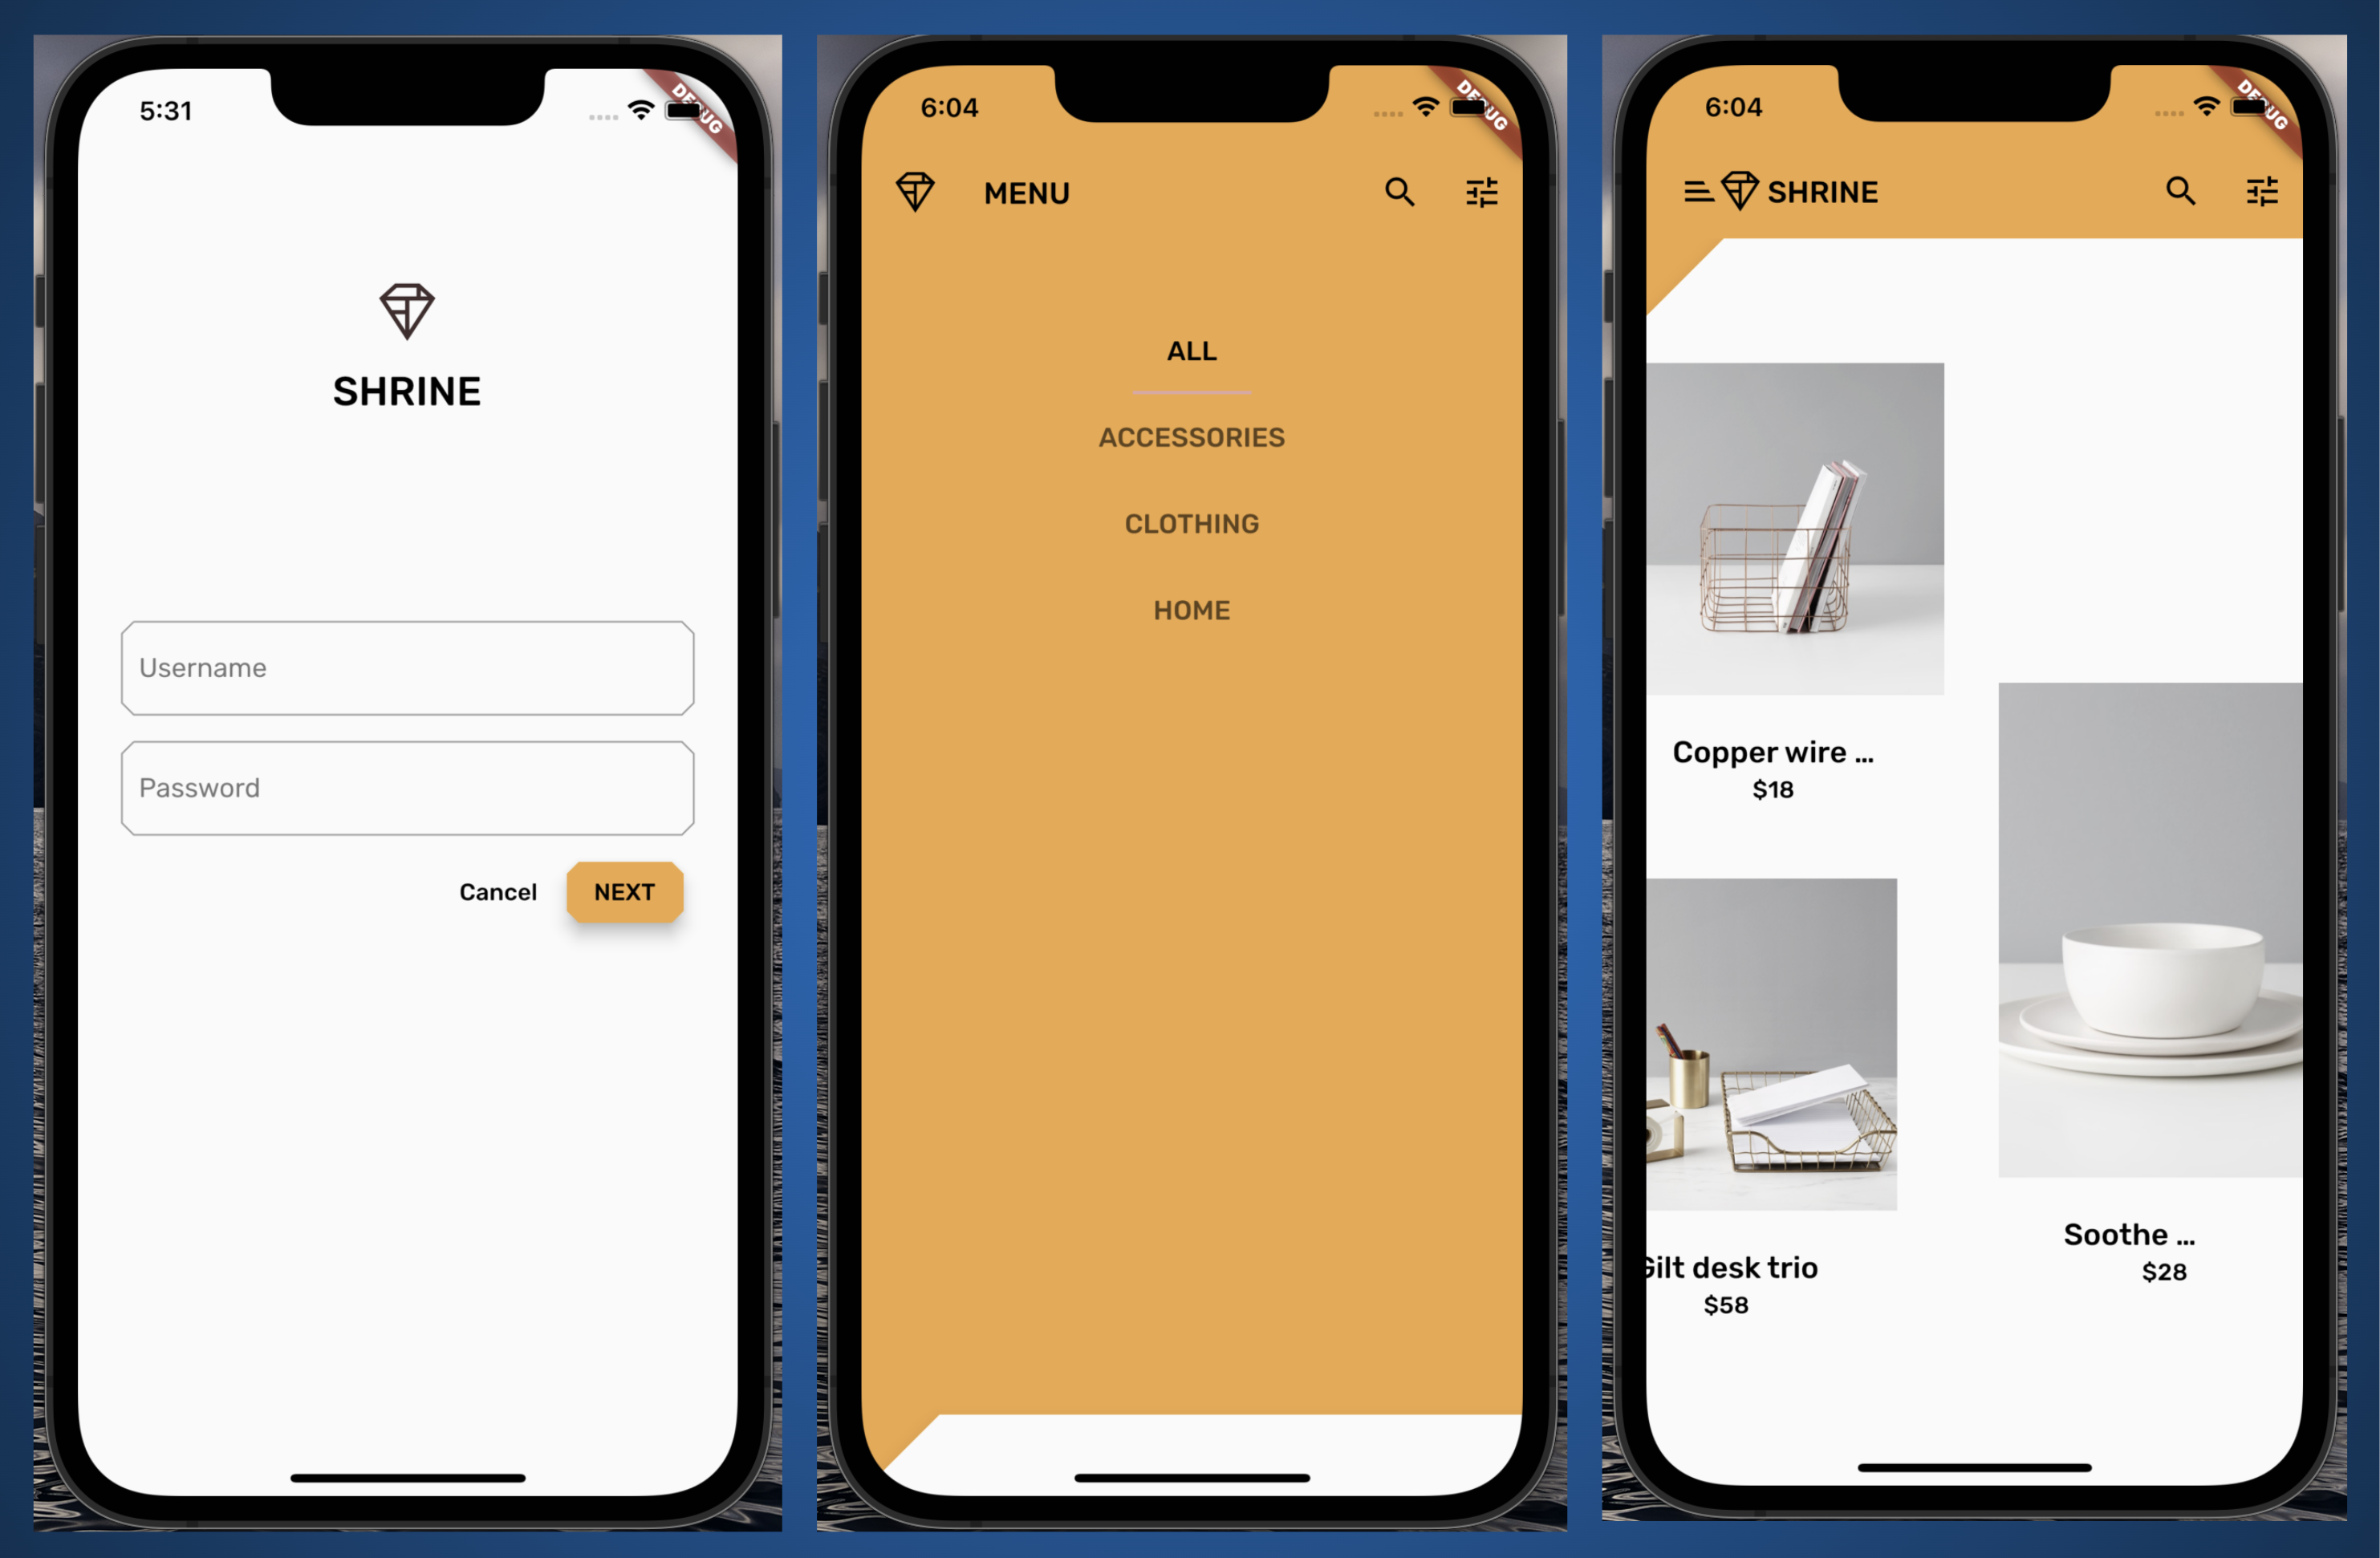 5:31
DEBUG
SHRINE
Username
Password
Cancel
NEXT
6:04
DEBUG
MENU
ALL
ACCESSORIES
CLOTHING
HOME
6:04
DEBUG
SHRINE
Copper wire ...
$18
Gilt desk trio
$58
Soothe ...
$28